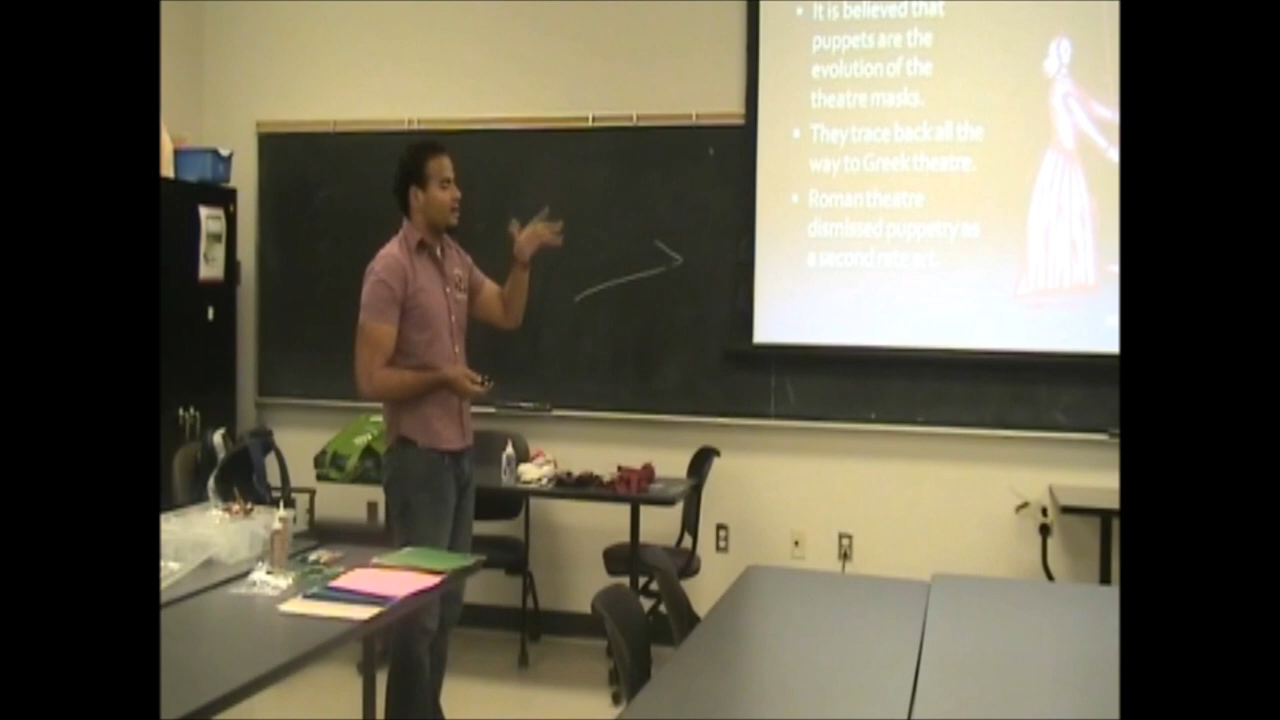 • It is believed that
puppets are the
evolution of the
theatre masks.
• They trace back all the
way to Greek theatre.
• Roman theatre
dismissed puppetry as
a second rate art.